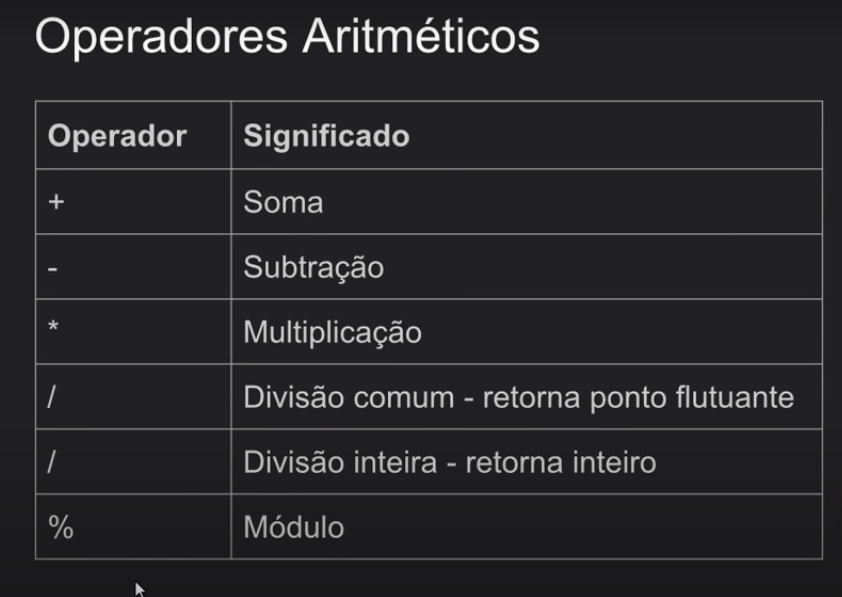 Operadores Aritméticos
Operador Significado
+ Soma
- Subtração
* Multiplicação
/ Divisão comum - retorna ponto flutuante
/ Divisão inteira - retorna inteiro
% Módulo